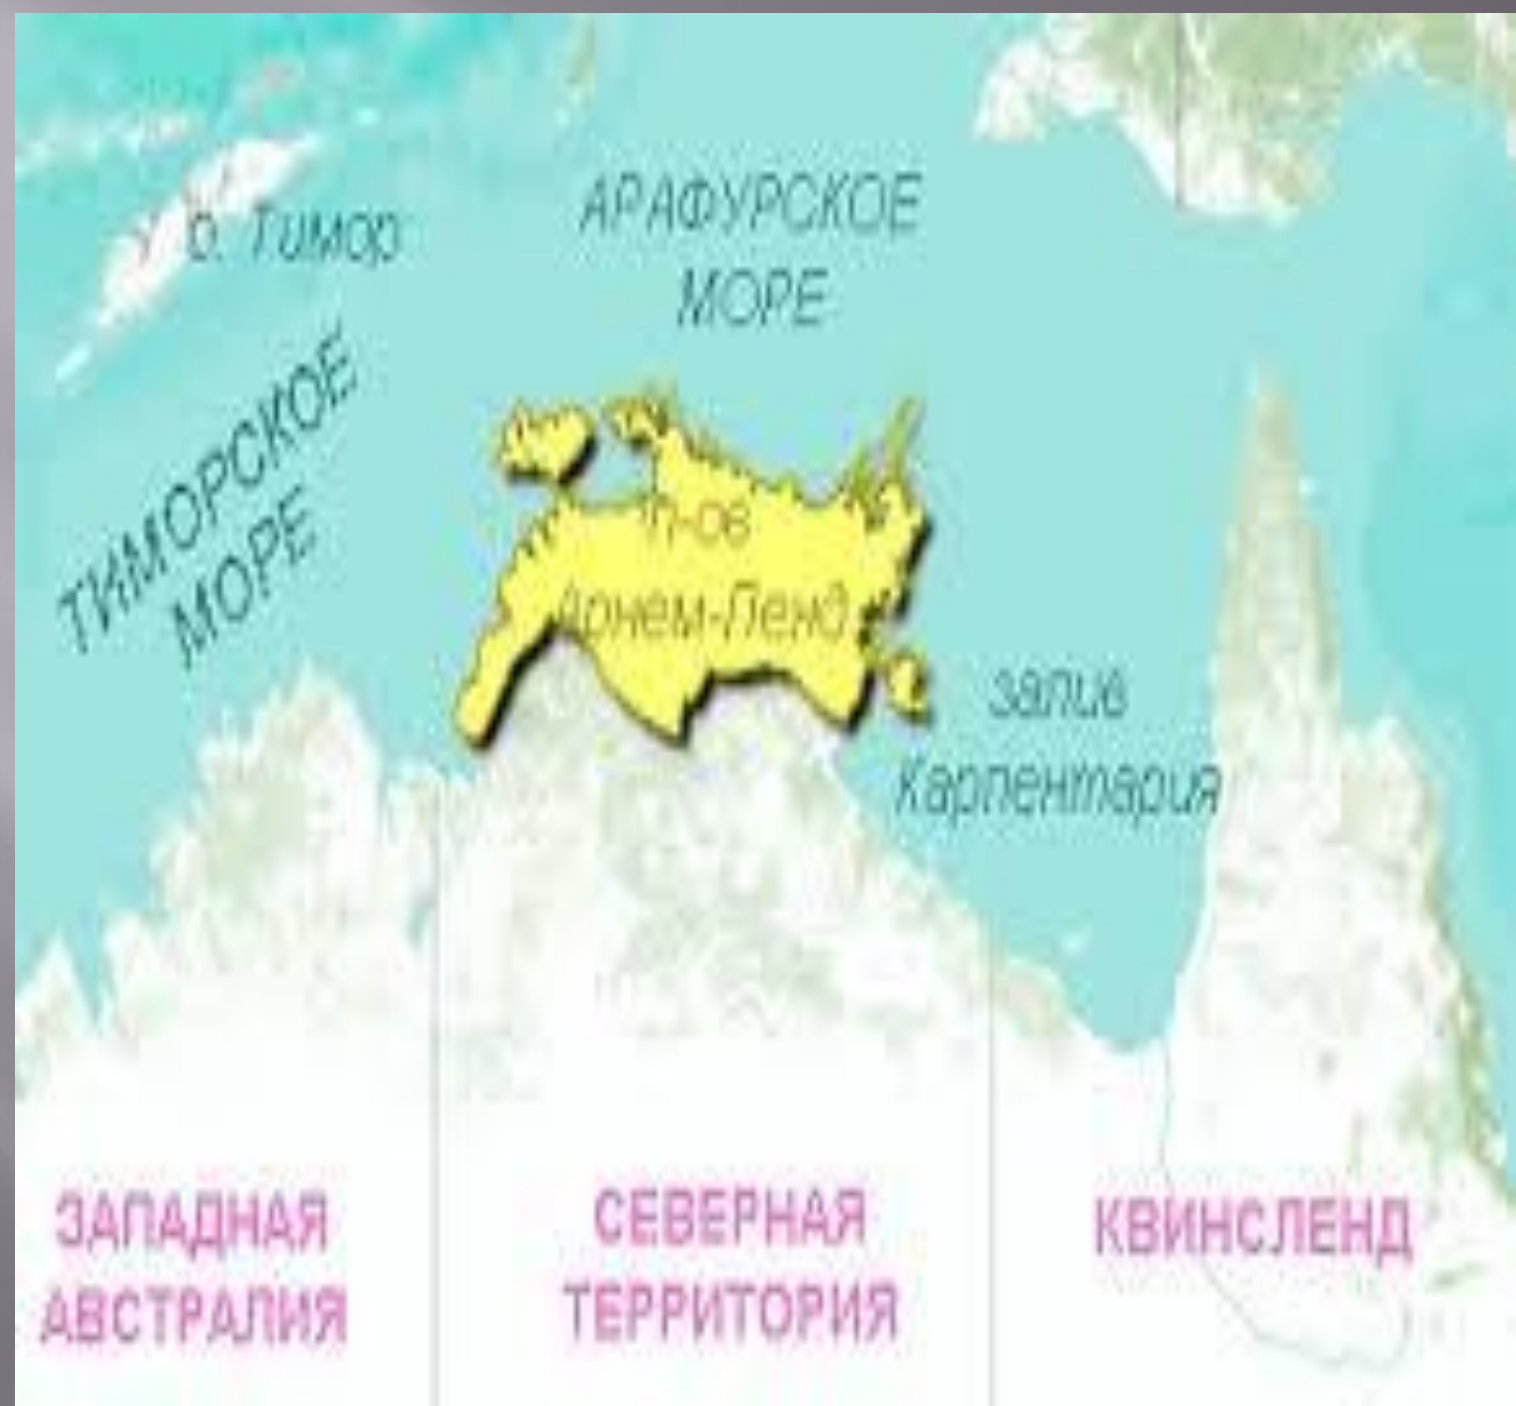 о. Тимор
АРАФУРСКОЕ
МОРЕ
ТИМОРСКОЕ
МОРЕ
п-ов
Арнем-Ленд
залив
Карпентария
ЗАПАДНАЯ
АВСТРАЛИЯ
СЕВЕРНАЯ
ТЕРРИТОРИЯ
КВИНСЛЕНД